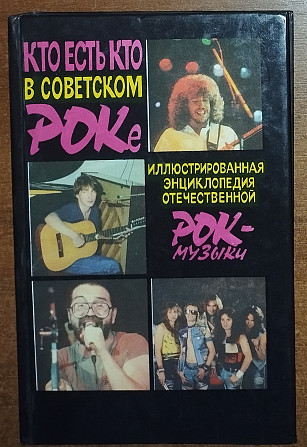 КТО ЕСТЬ КТО
В СОВЕТСКОМ
РОКе
ИЛЛЮСТРИРОВАННАЯ
ЭНЦИКЛОПЕДИЯ
ОТЕЧЕСТВЕННОЙ
РОК-
МУЗЫКИ